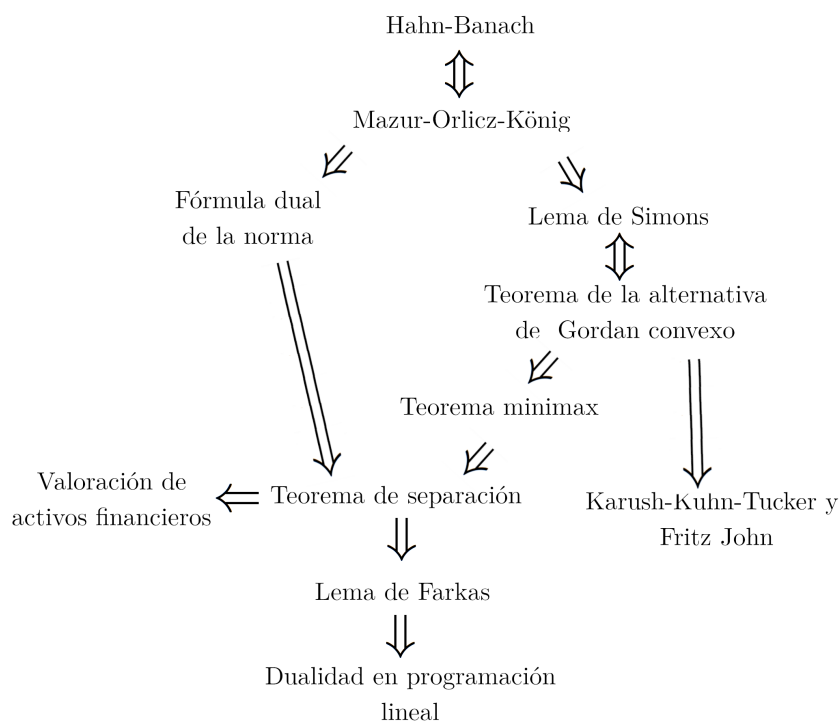 Hahn-Banach
Mazur-Orlicz-König
Fórmula dual
de la norma
Lema de Simons
Teorema de la alternativa
de Gordan convexo
Teorema minimax
Valoración de
activos financieros
Teorema de separación
Karush-Kuhn-Tucker y
Fritz John
Lema de Farkas
Dualidad en programación
lineal